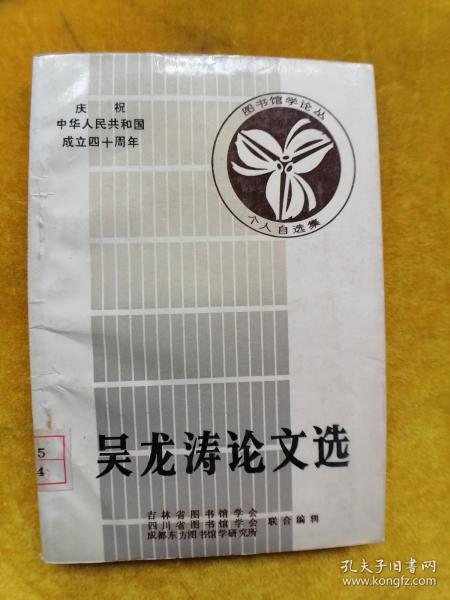 庆 祝
中华人民共和国
成立四十周年
图书馆学论丛
个人自选集
5
4
吴龙涛论文选
吉林省图书馆学会
四川省图书馆学会
成都东方图书馆学研究所
联合编辑
孔夫子旧书网
www.kongfz.com